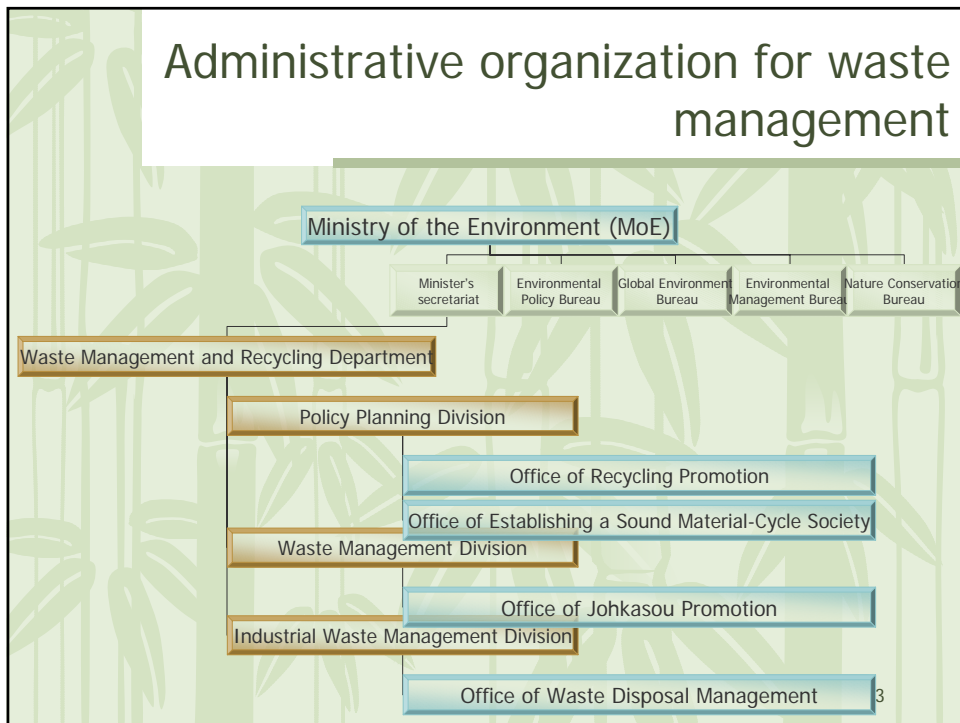 Administrative organization for waste
management
Ministry of the Environment (MoE)
Minister's
secretariat
Environmental
Policy Bureau
Global Environment
Bureau
Environmental
Management Bureau
Nature Conservation
Bureau
Waste Management and Recycling Department
Policy Planning Division
Office of Recycling Promotion
Office of Establishing a Sound Material-Cycle Society
Waste Management Division
Office of Johkasou Promotion
Industrial Waste Management Division
Office of Waste Disposal Management
3